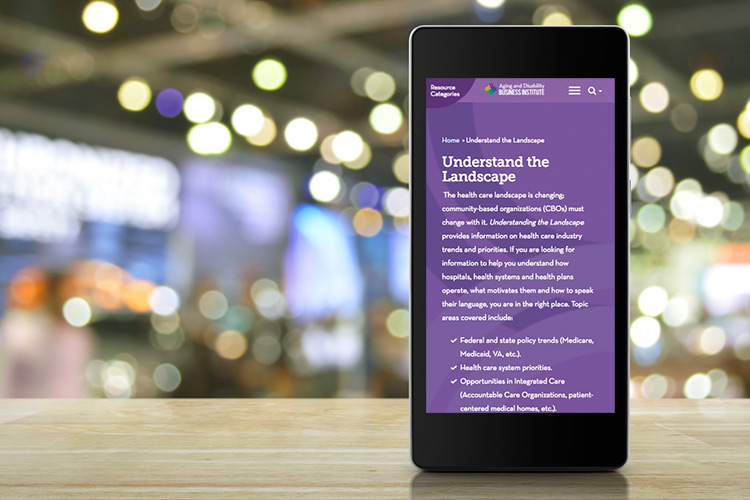 Resource
Categories
Aging and Disability
BUSINESS INSTITUTE
Home » Understand the Landscape
Understand the
Landscape
The health care landscape is changing;
community-based organizations (CBOs) must
change with it. Understanding the Landscape
provides information on health care industry
trends and priorities. If you are looking for
information to help you understand how
hospitals, health systems and health plans
operate, what motivates them and how to speak
their language, you are in the right place. Topic
areas covered include:
Federal and state policy trends (Medicare,
Medicaid, VA, etc.).
Health care system priorities.
Opportunities in Integrated Care
(Accountable Care Organizations, patient-
centered medical homes, etc.).